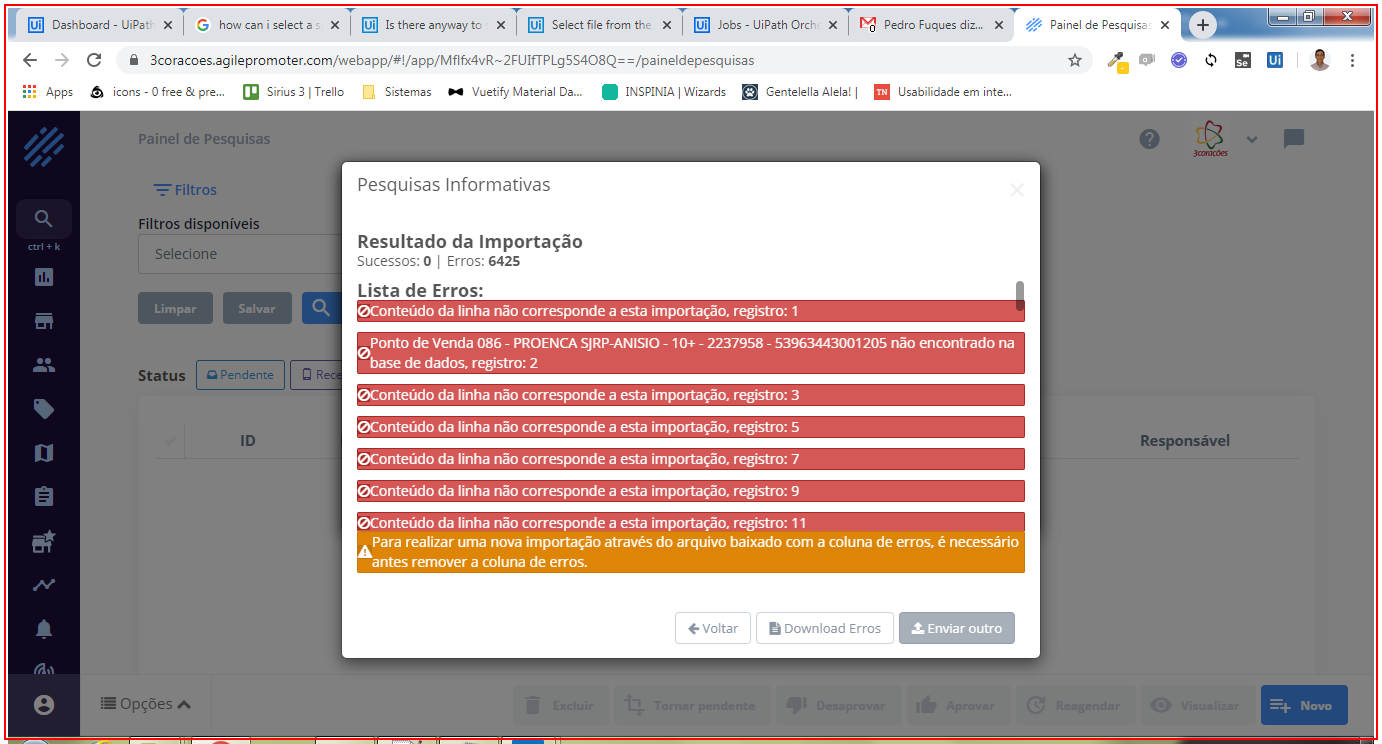 Dashboard - UiPath
how can i select a s
Is there anyway to s
Select file from the
Jobs - UiPath Orche
Pedro Fuques diz...
Painel de Pesquisas
3coracoes.agilepromoter.com/webapp/#!/app/Mflfx4vR~2FUIfTPLg5S4O8Q==/paineldepesquisas
Apps
icons - 0 free & pre...
Sirius 3 | Trello
Sistemas
Vuetify Material Da...
INSPINIA | Wizards
Gentelella Alela! |
TN
Usabilidade em inte...
Painel de Pesquisas
3corações
Filtros
Filtros disponíveis
Selecione
ctrl + k
Limpar
Salvar
Status
Pendente
Rece
ID
Responsável
Pesquisas Informativas
Resultado da Importação
Sucessos: 0 | Erros: 6425
Lista de Erros:
Conteúdo da linha não corresponde a esta importação, registro: 1
Ponto de Venda 086 - PROENCA SJRP-ANISIO - 10+ - 2237958 - 53963443001205 não encontrado na
base de dados, registro: 2
Conteúdo da linha não corresponde a esta importação, registro: 3
Conteúdo da linha não corresponde a esta importação, registro: 5
Conteúdo da linha não corresponde a esta importação, registro: 7
Conteúdo da linha não corresponde a esta importação, registro: 9
Conteúdo da linha não corresponde a esta importação, registro: 11
Para realizar uma nova importação através do arquivo baixado com a coluna de erros, é necessário
antes remover a coluna de erros.
Voltar
Download Erros
Enviar outro
Opções
Excluir
Tornar pendente
Desaprovar
Aprovar
Reagendar
Visualizar
Novo